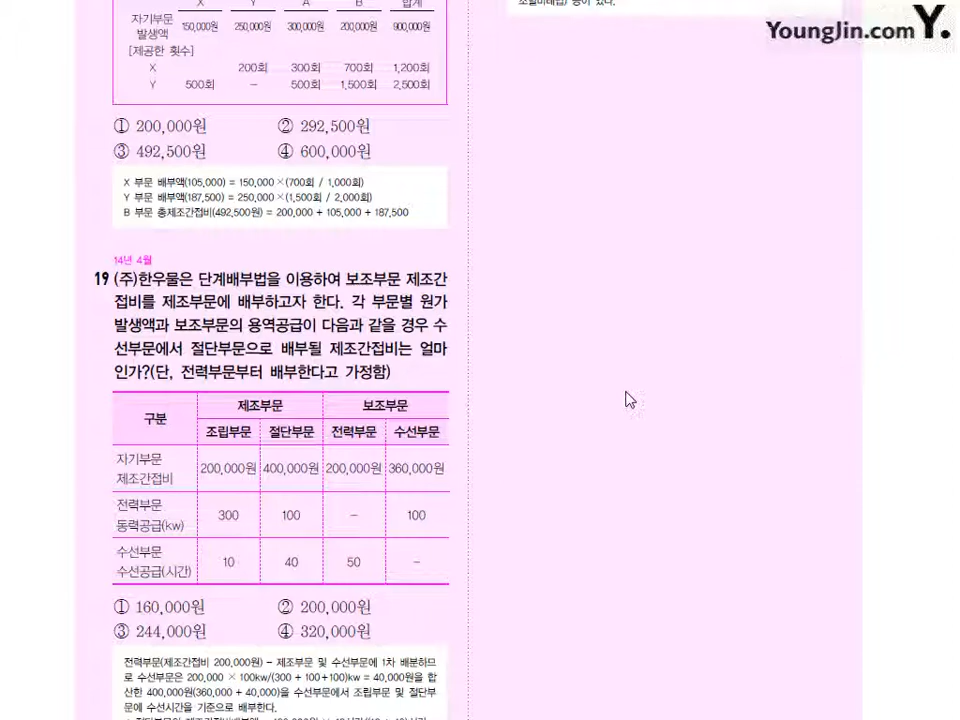 X Y A B 합계
자기부문 발생액 150,000원 250,000원 300,000원 200,000원 900,000원
[제공한 횟수]
X 200회 300회 700회 1,200회
Y 500회 – 500회 1,500회 2,500회
① 200,000원 ② 292,500원
③ 492,500원 ④ 600,000원
X 부문 배부액(105,000) = 150,000 ×(700회 / 1,000회)
Y 부문 배부액(187,500) = 250,000 ×(1,500회 / 2,000회)
B 부문 총제조간접비(492,500원) = 200,000 + 105,000 + 187,500
14년 4월
19 (주)한우물은 단계배부법을 이용하여 보조부문 제조간
접비를 제조부문에 배부하고자 한다. 각 부문별 원가
발생액과 보조부문의 용역공급이 다음과 같을 경우 수
선부문에서 절단부문으로 배부될 제조간접비는 얼마
인가?(단, 전력부문부터 배부한다고 가정함)
구분 제조부문 보조부문
조립부문 절단부문 전력부문 수선부문
자기부문 제조간접비 200,000원 400,000원 200,000원 360,000원
전력부문 동력공급(kw) 300 100 – 100
수선부문 수선공급(시간) 10 40 50 –
① 160,000원 ② 200,000원
③ 244,000원 ④ 320,000원
전력부문(제조간접비 200,000원) – 제조부문 및 수선부문에 1차 배분하므
로 수선부문은 200,000 × 100kw/(300 + 100+100)kw = 40,000원을 합
산한 400,000원(360,000 + 40,000)을 수선부문에서 조립부문 및 절단부
문에 수선시간을 기준으로 배부한다.
등이 있다.
YoungJin.com Y.